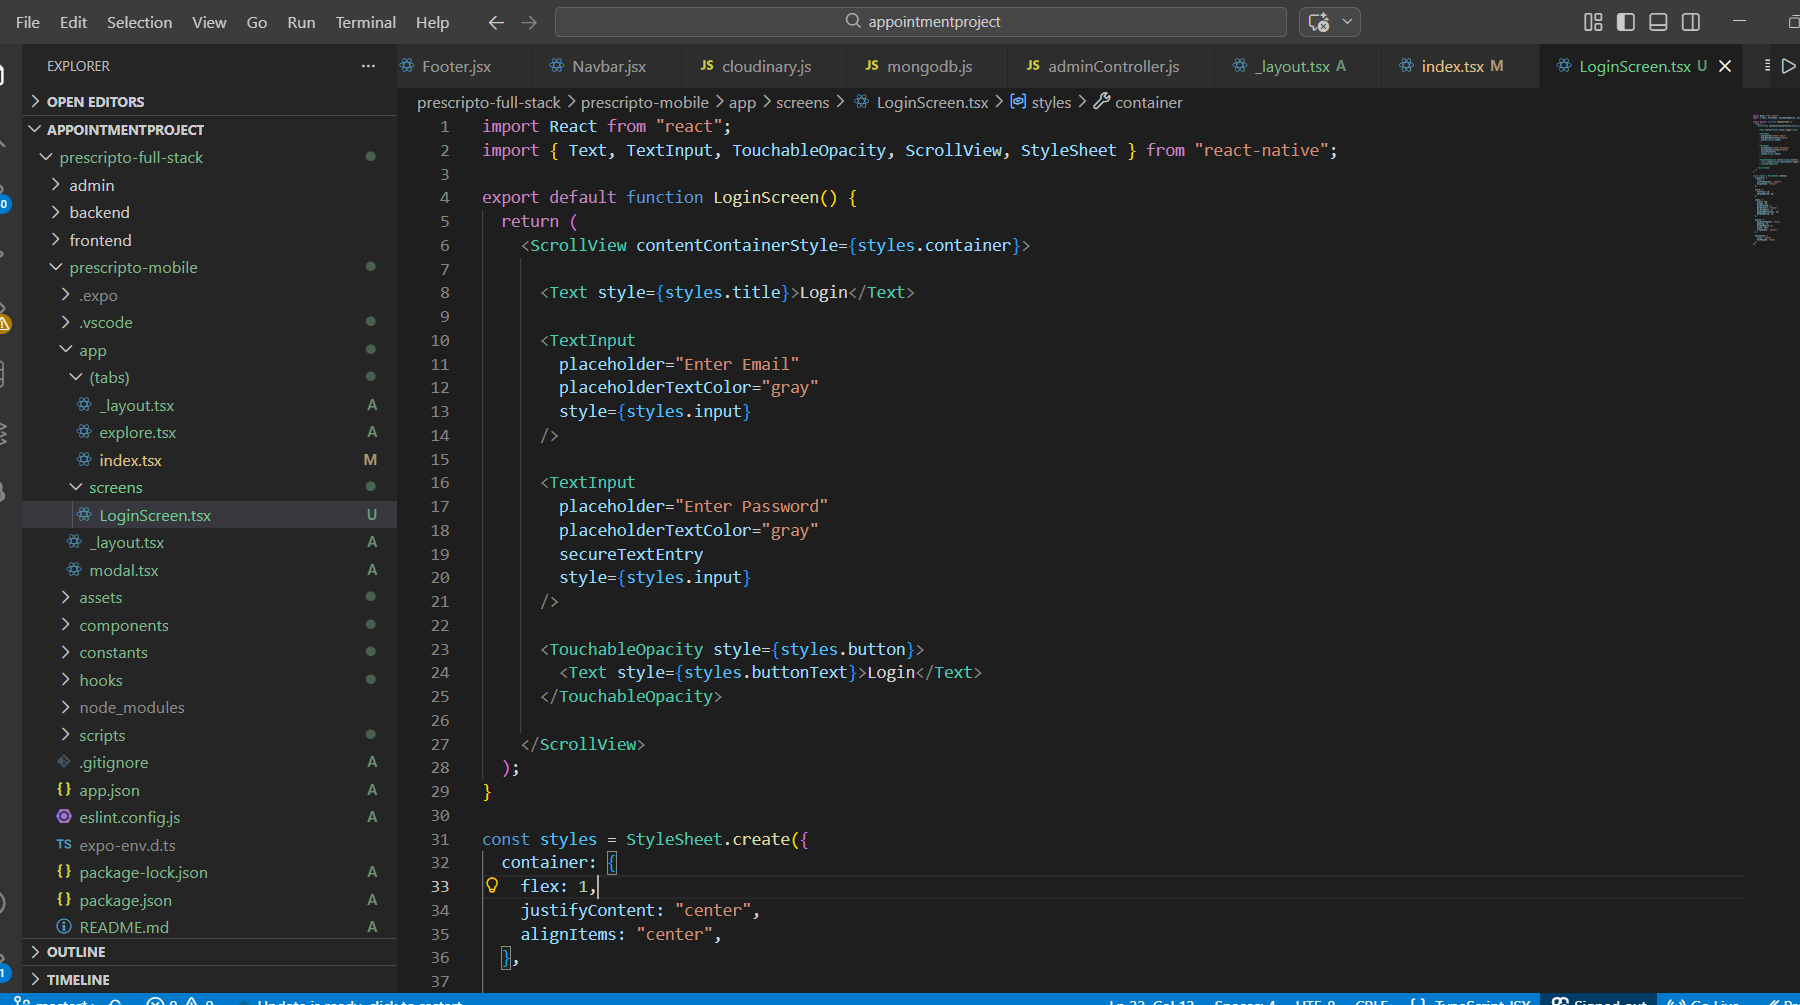 File Edit Selection View Go Run Terminal Help appointmentproject
EXPLORER
OPEN EDITORS
APPOINTMENTPROJECT
prescripto-full-stack
admin
backend
frontend
prescripto-mobile
.expo
.vscode
app
(tabs)
_layout.tsx A
explore.tsx A
index.tsx M
screens
LoginScreen.tsx U
_layout.tsx A
modal.tsx A
assets
components
constants
hooks
node_modules
scripts
.gitignore A
app.json A
eslint.config.js A
TS expo-env.d.ts
package-lock.json A
package.json A
README.md A
OUTLINE
TIMELINE
Footer.jsx Navbar.jsx JS cloudinary.js JS mongodb.js JS adminController.js _layout.tsx A index.tsx M LoginScreen.tsx U
prescripto-full-stack > prescripto-mobile > app > screens > LoginScreen.tsx > styles > container
1 import React from "react";
2 import { Text, TextInput, TouchableOpacity, ScrollView, StyleSheet } from "react-native";
3
4 export default function LoginScreen() {
5 return (
6 <ScrollView contentContainerStyle={styles.container}>
7
8 <Text style={styles.title}>Login</Text>
9
10 <TextInput
11 placeholder="Enter Email"
12 placeholderTextColor="gray"
13 style={styles.input}
14 />
15
16 <TextInput
17 placeholder="Enter Password"
18 placeholderTextColor="gray"
19 secureTextEntry
20 style={styles.input}
21 />
22
23 <TouchableOpacity style={styles.button}>
24 <Text style={styles.buttonText}>Login</Text>
25 </TouchableOpacity>
26
27 </ScrollView>
28 );
29 }
30
31 const styles = StyleSheet.create({
32 container: {
33 flex: 1,
34 justifyContent: "center",
35 alignItems: "center",
36 },
37